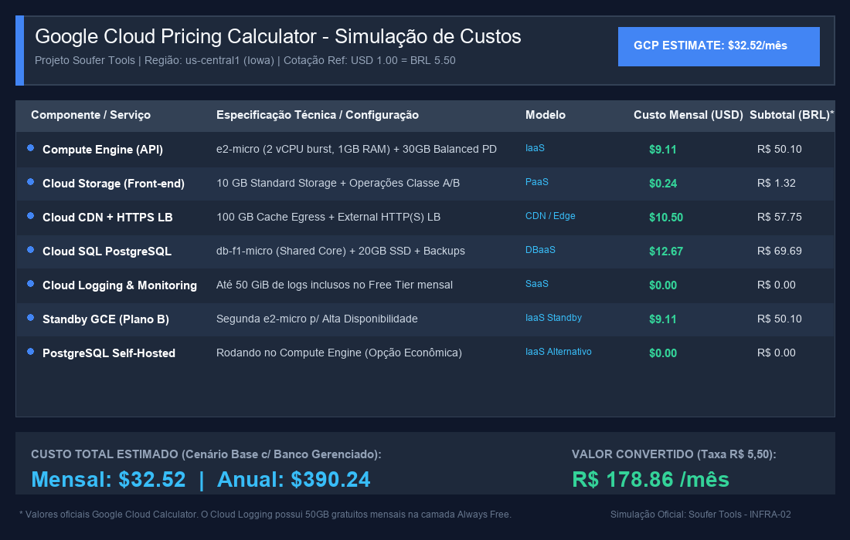 Google Cloud Pricing Calculator - Simulação de Custos
GCP ESTIMATE: $32.52/mês
Projeto Soufer Tools | Região: us-central1 (Iowa) | Cotação Ref: USD 1.00 = BRL 5.50
Componente / Serviço Especificação Técnica / Configuração Modelo Custo Mensal (USD) Subtotal (BRL)*
Compute Engine (API) e2-micro (2 vCPU burst, 1GB RAM) + 30GB Balanced PD IaaS $9.11 R$ 50.10
Cloud Storage (Front-end) 10 GB Standard Storage + Operações Classe A/B PaaS $0.24 R$ 1.32
Cloud CDN + HTTPS LB 100 GB Cache Egress + External HTTP(S) LB CDN / Edge $10.50 R$ 57.75
Cloud SQL PostgreSQL db-f1-micro (Shared Core) + 20GB SSD + Backups DBaaS $12.67 R$ 69.69
Cloud Logging & Monitoring Até 50 GiB de logs inclusos no Free Tier mensal SaaS $0.00 R$ 0.00
Standby GCE (Plano B) Segunda e2-micro p/ Alta Disponibilidade IaaS Standby $9.11 R$ 50.10
PostgreSQL Self-Hosted Rodando no Compute Engine (Opção Econômica) IaaS Alternativo $0.00 R$ 0.00
CUSTO TOTAL ESTIMADO (Cenário Base c/ Banco Gerenciado): VALOR CONVERTIDO (Taxa R$ 5,50):
Mensal: $32.52 | Anual: $390.24 R$ 178.86 /mês
* Valores oficiais Google Cloud Calculator. O Cloud Logging possui 50GB gratuitos mensais na camada Always Free. Simulação Oficial: Soufer Tools - INFRA-02